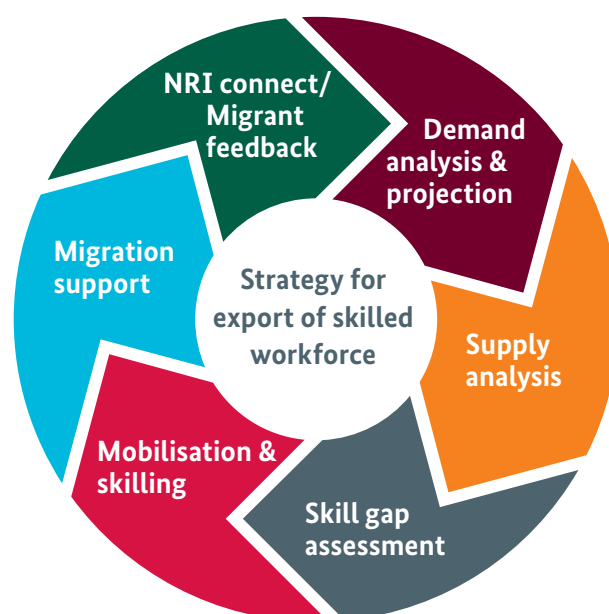 NRI connect/
Migrant
feedback
Demand
analysis &
projection
Supply
analysis
Skill gap
assessment
Mobilisation &
skilling
Migration
support
Strategy for
export of skilled
workforce